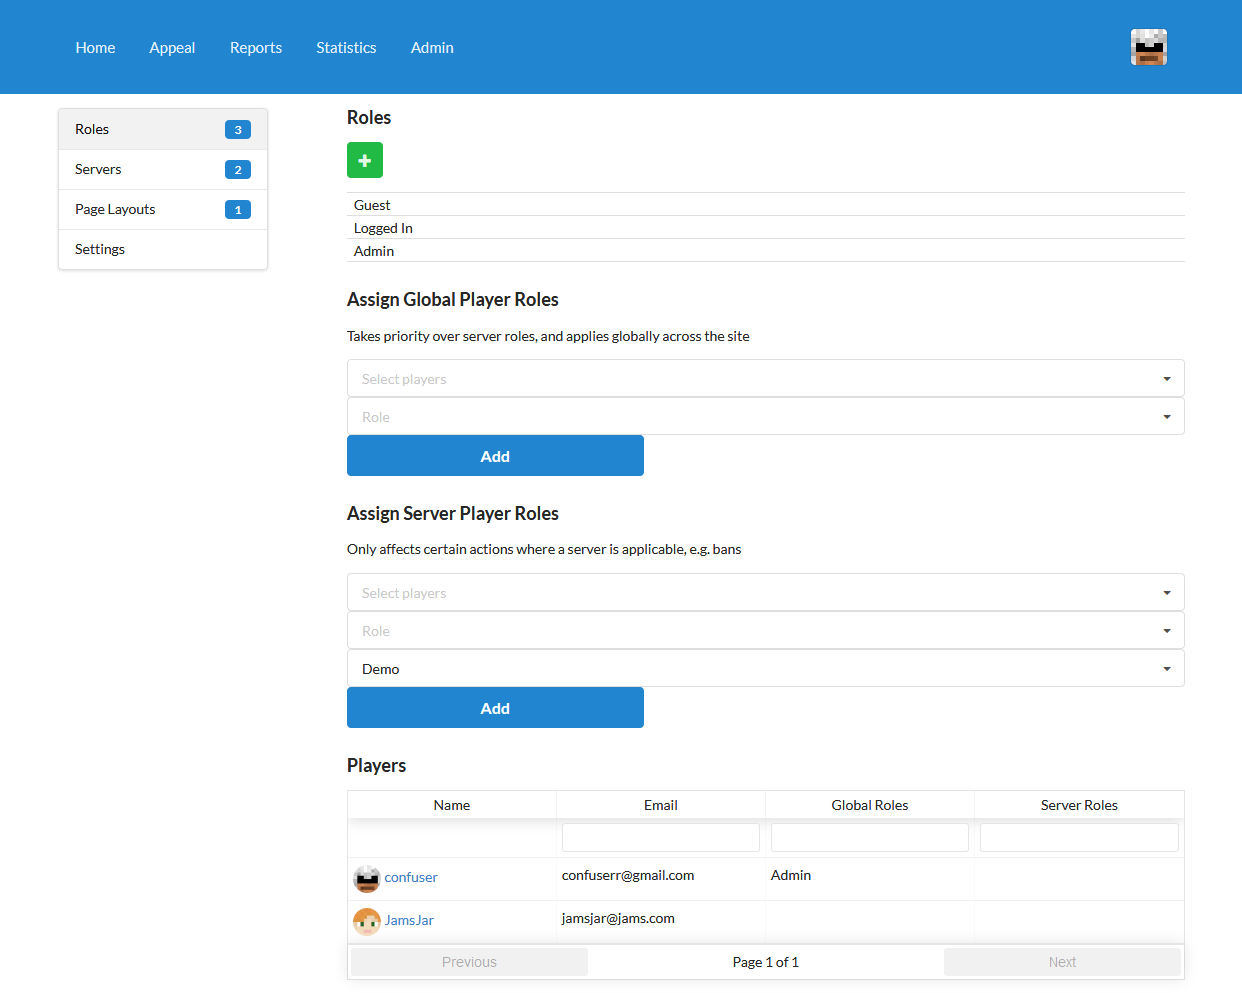 Home Appeal Reports Statistics Admin
Roles 3
Servers 2
Page Layouts 1
Settings
Roles
Guest
Logged In
Admin
Assign Global Player Roles
Takes priority over server roles, and applies globally across the site
Select players
Role
Add
Assign Server Player Roles
Only affects certain actions where a server is applicable, e.g. bans
Select players
Role
Demo
Add
Players
Name Email Global Roles Server Roles
confuser confuserr@gmail.com Admin
JamsJar jamsjar@jams.com
Previous Page 1 of 1 Next